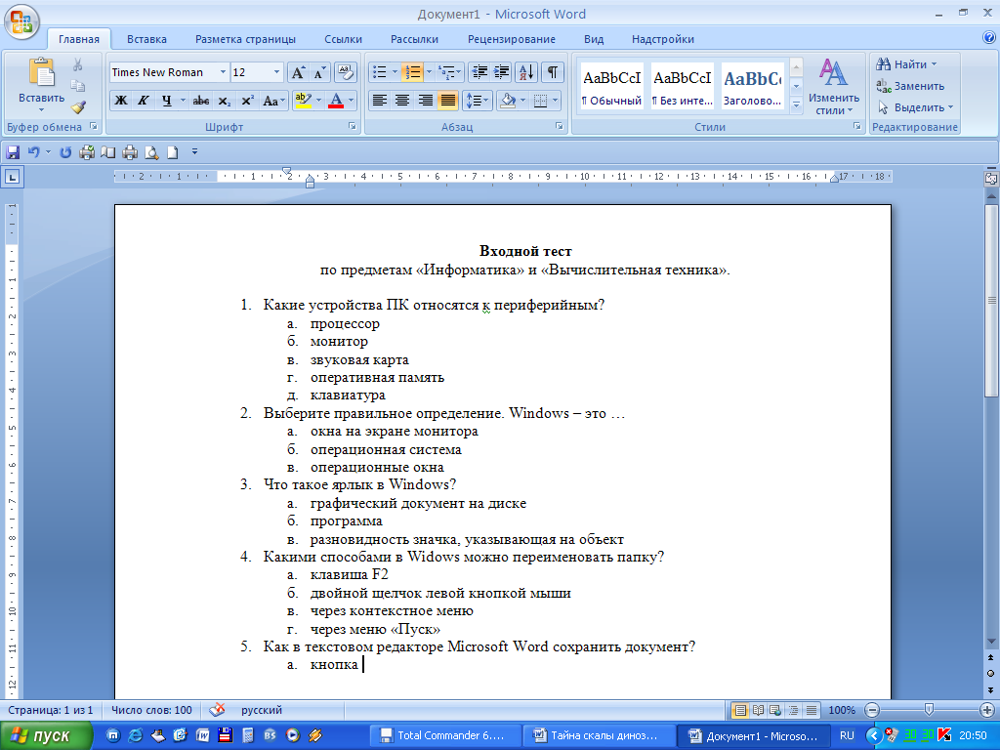 Документ1 - Microsoft Word
Главная Вставка Разметка страницы Ссылки Рассылки Рецензирование Вид Надстройки
Вставить
Буфер обмена
Times New Roman 12
Ж К Ч abc x₂ x² Aa
Шрифт
Абзац
AaBbCcI AaBbCcI AaBbCc
¶ Обычный ¶ Без инте... Заголово...
Стили
Изменить стили
Найти
Заменить
Выделить
Редактирование
2 1 1 2 3 4 5 6 7 8 9 10 11 12 13 14 15 16 17 18
Входной тест
по предметам «Информатика» и «Вычислительная техника».
1. Какие устройства ПК относятся к периферийным?
а. процессор
б. монитор
в. звуковая карта
г. оперативная память
д. клавиатура
2. Выберите правильное определение. Windows – это …
а. окна на экране монитора
б. операционная система
в. операционные окна
3. Что такое ярлык в Windows?
а. графический документ на диске
б. программа
в. разновидность значка, указывающая на объект
4. Какими способами в Widows можно переименовать папку?
а. клавиша F2
б. двойной щелчок левой кнопкой мыши
в. через контекстное меню
г. через меню «Пуск»
5. Как в текстовом редакторе Microsoft Word сохранить документ?
а. кнопка
Страница: 1 из 1 Число слов: 100 русский 100%
пуск Total Commander 6.... Тайна скалы диноз... Документ1 - Microso... RU 20:50